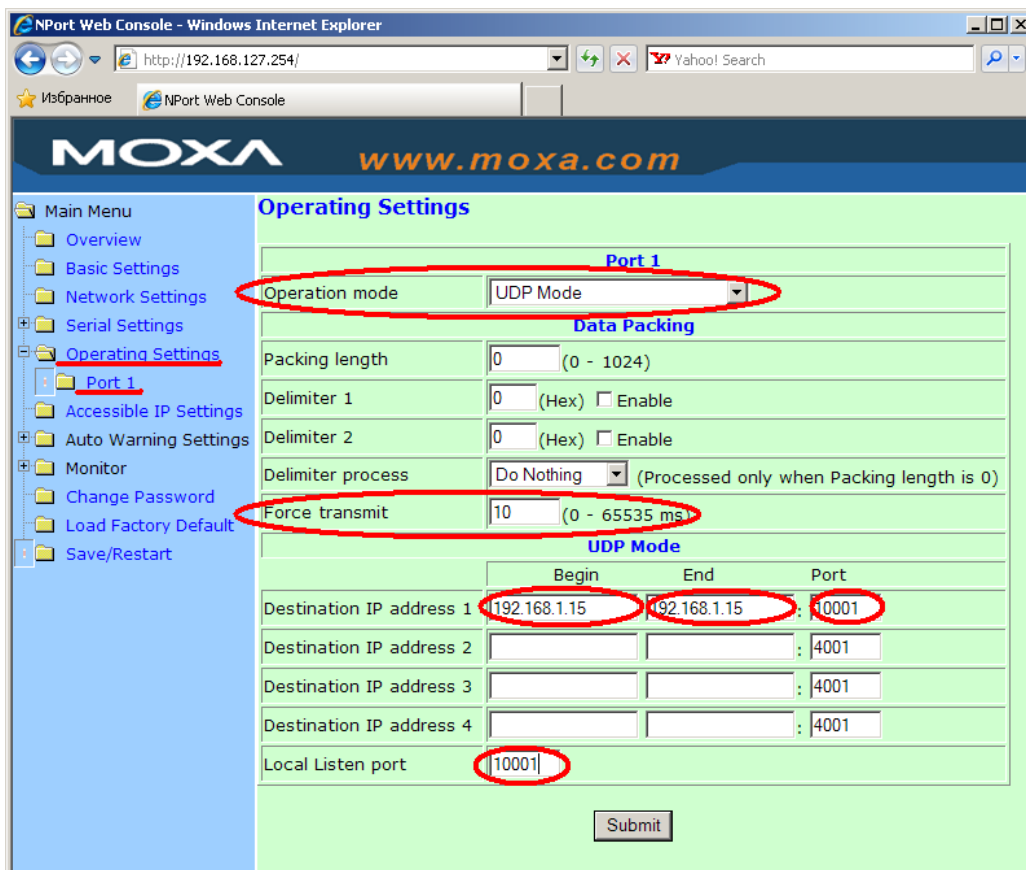 NPort Web Console - Windows Internet Explorer
http://192.168.127.254/
Yahoo! Search
Избранное NPort Web Console
MOXA www.moxa.com
Main Menu
Overview
Basic Settings
Network Settings
Serial Settings
Operating Settings
Port 1
Accessible IP Settings
Auto Warning Settings
Monitor
Change Password
Load Factory Default
Save/Restart
Operating Settings
Port 1
Operation mode UDP Mode
Data Packing
Packing length 0 (0 - 1024)
Delimiter 1 0 (Hex) Enable
Delimiter 2 0 (Hex) Enable
Delimiter process Do Nothing (Processed only when Packing length is 0)
Force transmit 10 (0 - 65535 ms)
UDP Mode
Begin End Port
Destination IP address 1 192.168.1.15 192.168.1.15 : 10001
Destination IP address 2 : 4001
Destination IP address 3 : 4001
Destination IP address 4 : 4001
Local Listen port 10001
Submit